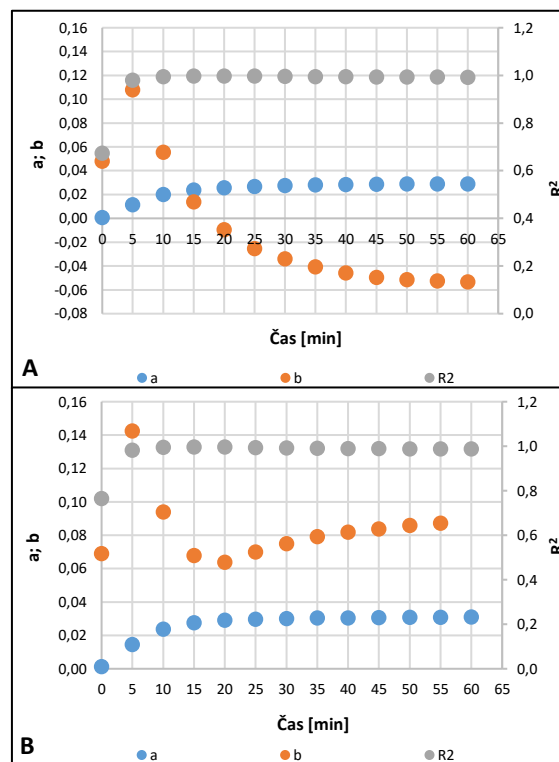 0,16 1,2
0,14
0,12 1,0
0,10
0,08 0,8
0,06
0,04 0,6
0,02
0,00 0,4
0 5 10 15 20 25 30 35 40 45 50 55 60 65
-0,02
-0,04 0,2
-0,06
-0,08 0,0
a; b
R²
Čas [min]
A
a b R2
0,16 1,2
0,14
1,0
0,12
0,10 0,8
0,08 0,6
0,06
0,4
0,04
0,02 0,2
0,00 0,0
0 5 10 15 20 25 30 35 40 45 50 55 60 65
a; b
R²
Čas [min]
B
a b R2